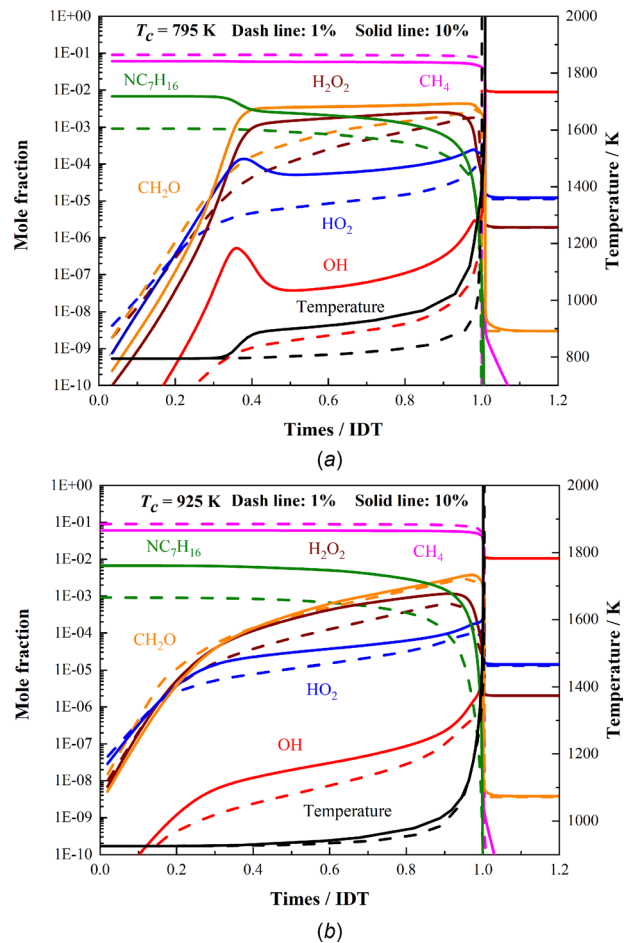 T_C = 795 K Dash line: 1% Solid line: 10%
1E+00
1E-01
1E-02
1E-03
1E-04
1E-05
1E-06
1E-07
1E-08
1E-09
1E-10
Mole fraction
NC₇H₁₆
H₂O₂
CH₄
CH₂O
HO₂
OH
Temperature
2000
1800
1600
1400
1200
1000
800
Temperature / K
0.0 0.2 0.4 0.6 0.8 1.0 1.2
Times / IDT
(a)
T_C = 925 K Dash line: 1% Solid line: 10%
1E+00
1E-01
1E-02
1E-03
1E-04
1E-05
1E-06
1E-07
1E-08
1E-09
1E-10
Mole fraction
NC₇H₁₆
H₂O₂
CH₄
CH₂O
HO₂
OH
Temperature
2000
1800
1600
1400
1200
1000
Temperature / K
0.0 0.2 0.4 0.6 0.8 1.0 1.2
Times / IDT
(b)